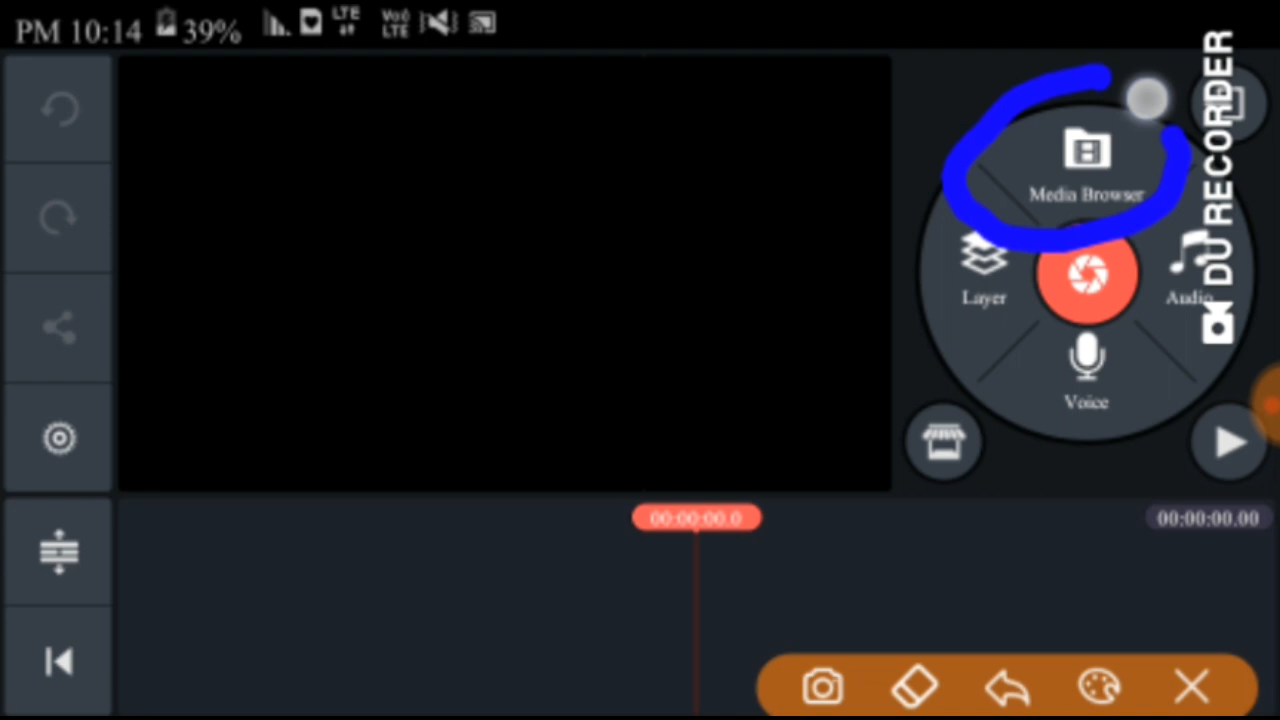 PM 10:14 39% LTE VoD LTE
Media Browser
Layer
Audio
Voice
DU RECORDER
00:00:00.0
00:00:00.00